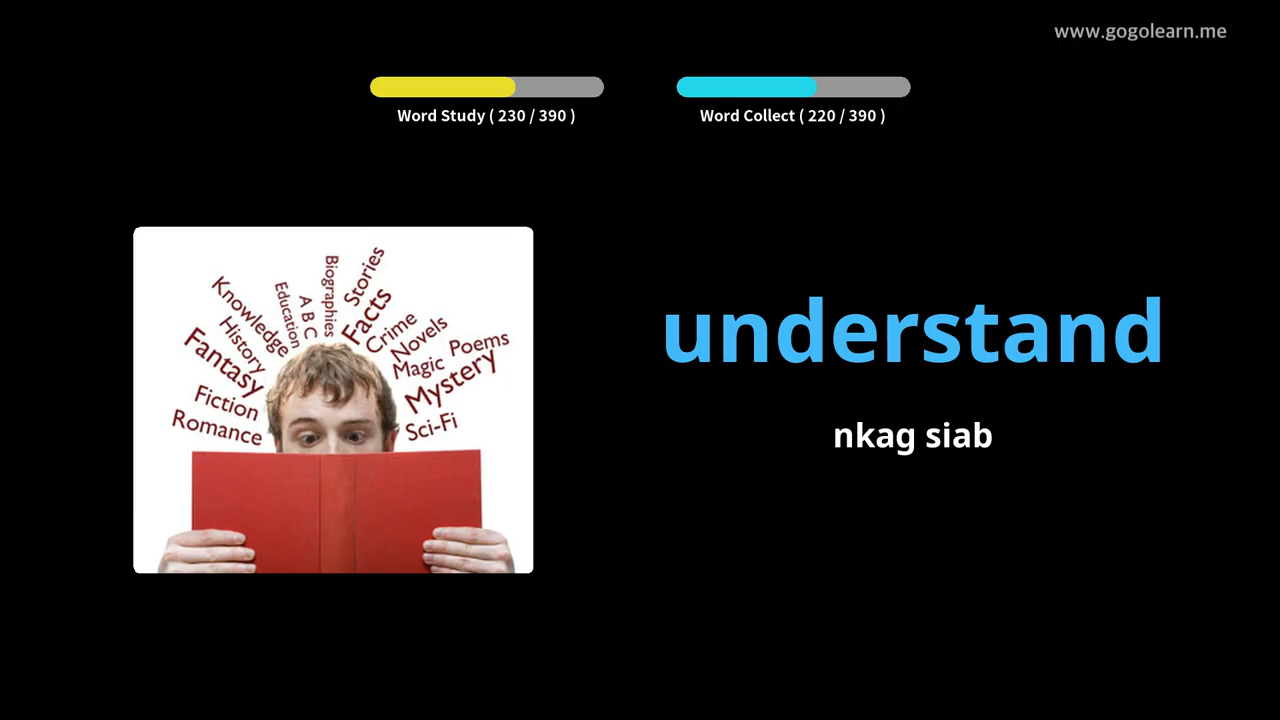 www.gogolearn.me
Word Study ( 230 / 390 )
Word Collect ( 220 / 390 )
Biographies
Stories
Education
A B C
Facts
Knowledge
Crime
History
Novels
Fantasy
Magic
Poems
Mystery
Fiction
Romance
Sci-Fi
understand
nkag siab